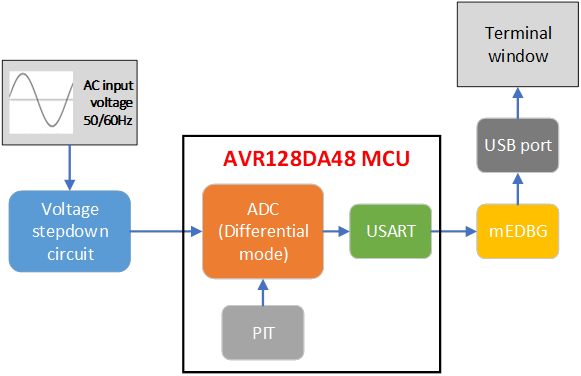 Terminal
window
AC input
voltage
50/60Hz
USB port
AVR128DA48 MCU
Voltage
stepdown
circuit
ADC
(Differential
mode)
USART
mEDBG
PIT